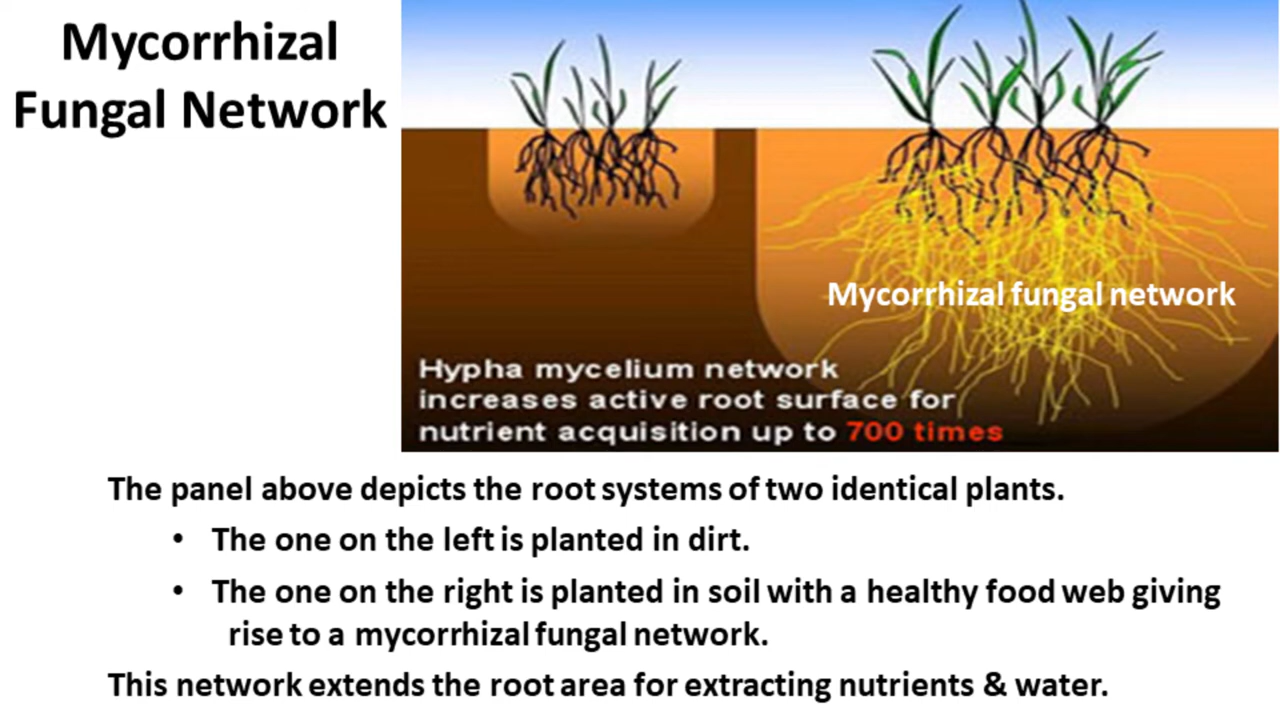 Mycorrhizal
Fungal Network
Mycorrhizal fungal network
Hypha mycelium network
increases active root surface for
nutrient acquisition up to 700 times
The panel above depicts the root systems of two identical plants.
• The one on the left is planted in dirt.
• The one on the right is planted in soil with a healthy food web giving
rise to a mycorrhizal fungal network.
This network extends the root area for extracting nutrients & water.